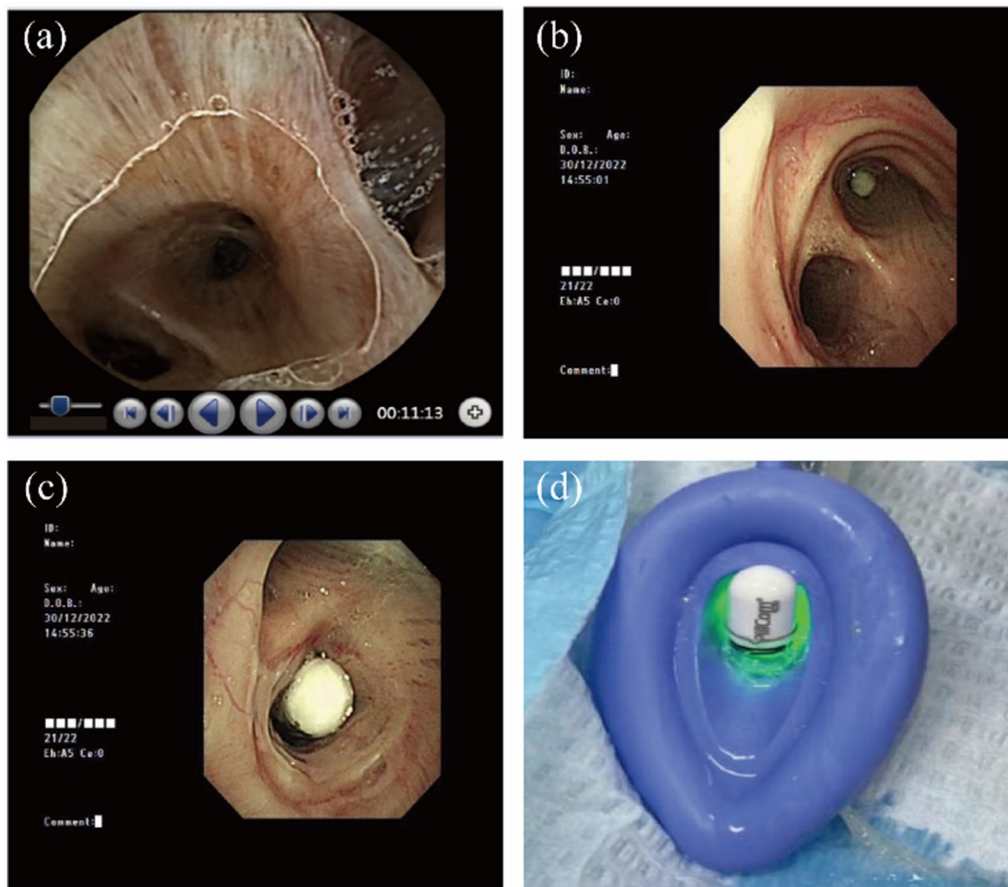 (a)
00:11:13
(b)
ID:
Name:
Sex: Age:
D.O.B.:
30/12/2022
14:55:01
■■■/■■■
21/22
Eh:A5 Ce:0
Comment:
(c)
ID:
Name:
Sex: Age:
D.O.B.:
30/12/2022
14:55:36
■■■/■■■
21/22
Eh:A5 Ce:0
Comment:
(d)